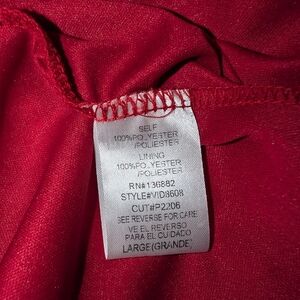 SELF
100%POLYESTER
/POLIESTER
LINING
100%POLYESTER
/POLIESTER
RN#136882
STYLE#VID8608
CUT#P2206
SEE REVERSE FOR CARE
VE EL REVERSO
PARA EL CUIDADO
LARGE(GRANDE)